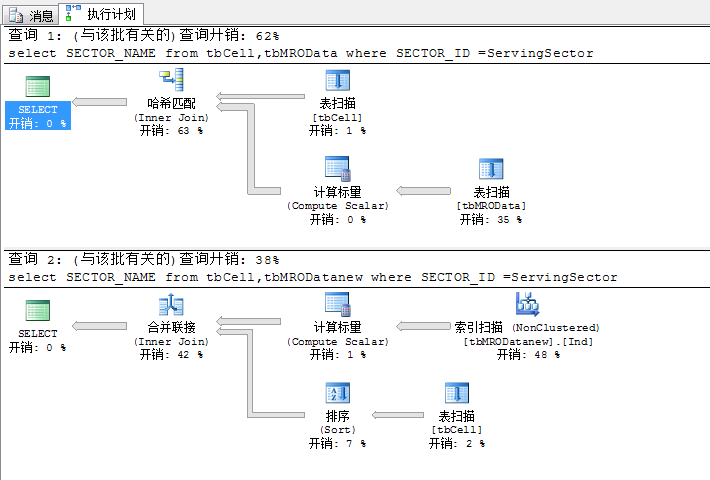 消息 执行计划
查询 1: (与该批有关的)查询开销: 62%
select SECTOR_NAME from tbCell,tbMROData where SECTOR_ID =ServingSector
SELECT
开销: 0 %
哈希匹配
(Inner Join)
开销: 63 %
表扫描
[tbCell]
开销: 1 %
计算标量
(Compute Scalar)
开销: 0 %
表扫描
[tbMROData]
开销: 35 %
查询 2: (与该批有关的)查询开销: 38%
select SECTOR_NAME from tbCell,tbMRODatanew where SECTOR_ID =ServingSector
SELECT
开销: 0 %
合并联接
(Inner Join)
开销: 42 %
计算标量
(Compute Scalar)
开销: 1 %
索引扫描 (NonClustered)
[tbMRODatanew].[Ind]
开销: 48 %
排序
(Sort)
开销: 7 %
表扫描
[tbCell]
开销: 2 %